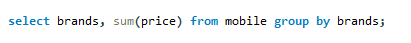 select brands, sum(price) from mobile group by brands;